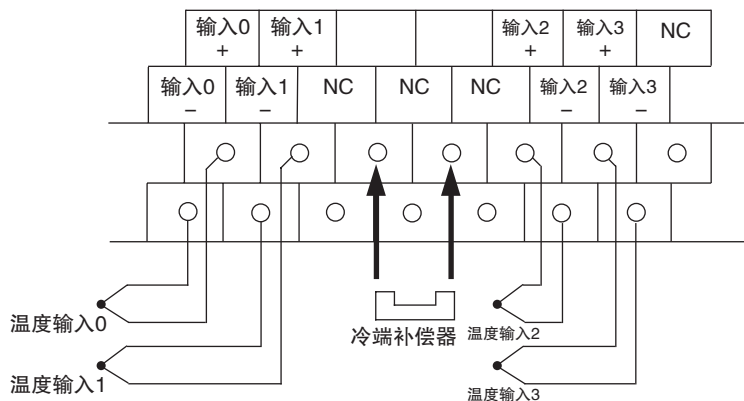 输入0 输入1 输入2 输入3 NC
+ + + +
输入0 输入1 NC NC NC 输入2 输入3
– – – –
温度输入0 冷端补偿器 温度输入2
温度输入1 温度输入3